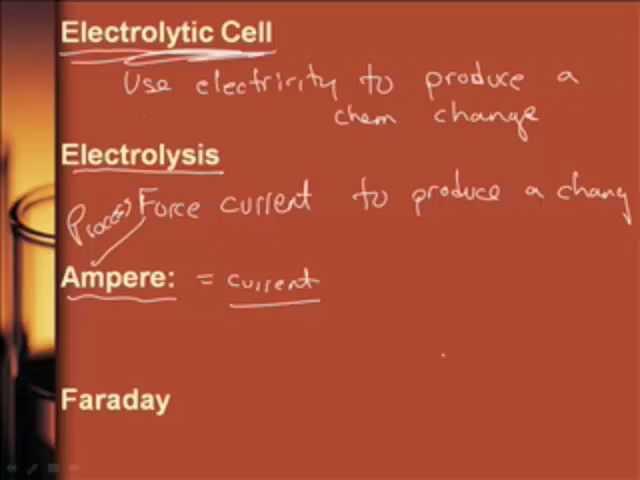 Electrolytic Cell
Use electricity to produce a
chem change
Electrolysis
Process Force current to produce a chang
Ampere: = current
Faraday